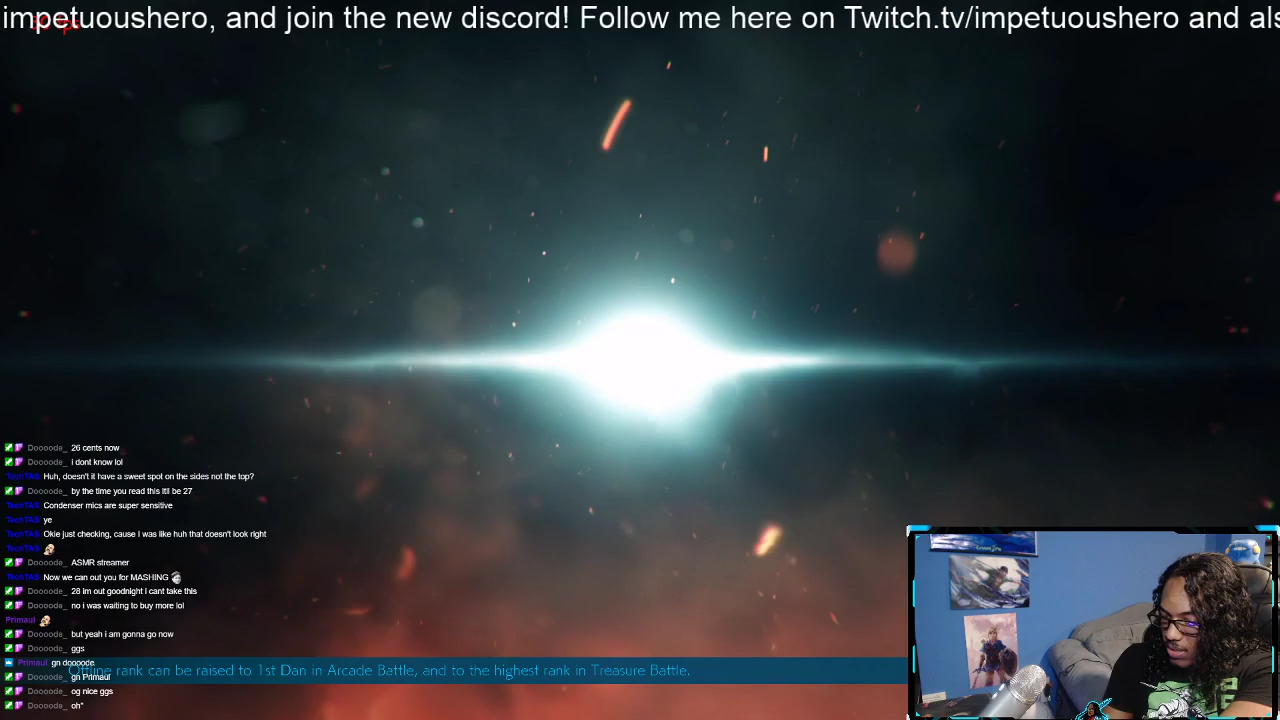 impetuoushero, and join the new discord! Follow me here on Twitch.tv/impetuoushero and als
Doooode_ 26 cents now
Doooode_ i dont know lol
TechTAS Huh, doesn't it have a sweet spot on the sides not the top?
Doooode_ by the time you read this itll be 27
TechTAS Condenser mics are super sensitive
TechTAS ye
TechTAS Okie just checking, cause I was like huh that doesn't look right
TechTAS
Doooode_ ASMR streamer
TechTAS Now we can out you for MASHING
Doooode_ 28 im out goodnight i cant take this
Doooode_ no i was waiting to buy more lol
Primaul
Doooode_ but yeah i am gonna go now
Doooode_ ggs
Primaul gn doooode
Offline rank can be raised to 1st Dan in Arcade Battle, and to the highest rank in Treasure Battle.
Doooode_ gn Primaul
Doooode_ og nice ggs
Doooode_ oh*